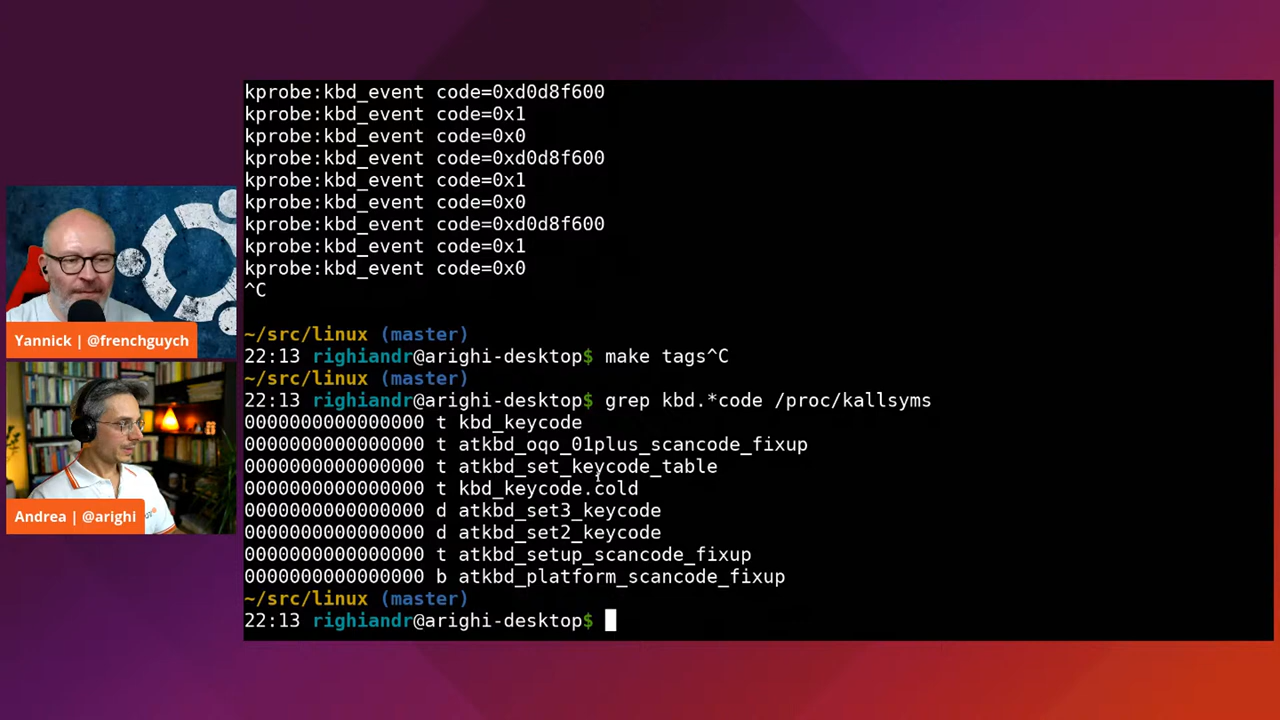 kprobe:kbd_event code=0xd0d8f600
kprobe:kbd_event code=0x1
kprobe:kbd_event code=0x0
kprobe:kbd_event code=0xd0d8f600
kprobe:kbd_event code=0x1
kprobe:kbd_event code=0x0
kprobe:kbd_event code=0xd0d8f600
kprobe:kbd_event code=0x1
kprobe:kbd_event code=0x0
^C
~/src/linux (master)
22:13 righiandr@arighi-desktop$ make tags^C
~/src/linux (master)
22:13 righiandr@arighi-desktop$ grep kbd.*code /proc/kallsyms
0000000000000000 t kbd_keycode
0000000000000000 t atkbd_oqo_01plus_scancode_fixup
0000000000000000 t atkbd_set_keycode_table
0000000000000000 t kbd_keycode.cold
0000000000000000 d atkbd_set3_keycode
0000000000000000 d atkbd_set2_keycode
0000000000000000 t atkbd_setup_scancode_fixup
0000000000000000 b atkbd_platform_scancode_fixup
~/src/linux (master)
22:13 righiandr@arighi-desktop$
Yannick | @frenchguych
Andrea | @arighi